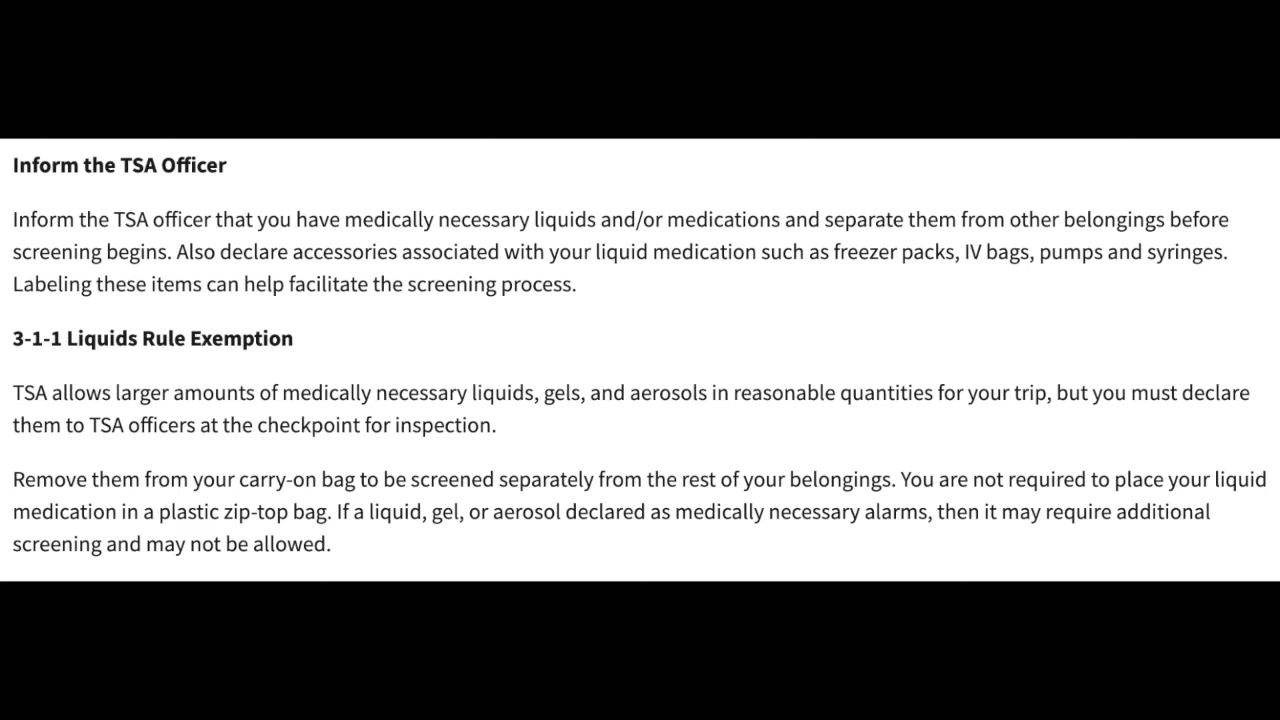 Inform the TSA Officer
Inform the TSA officer that you have medically necessary liquids and/or medications and separate them from other belongings before
screening begins. Also declare accessories associated with your liquid medication such as freezer packs, IV bags, pumps and syringes.
Labeling these items can help facilitate the screening process.
3-1-1 Liquids Rule Exemption
TSA allows larger amounts of medically necessary liquids, gels, and aerosols in reasonable quantities for your trip, but you must declare
them to TSA officers at the checkpoint for inspection.
Remove them from your carry-on bag to be screened separately from the rest of your belongings. You are not required to place your liquid
medication in a plastic zip-top bag. If a liquid, gel, or aerosol declared as medically necessary alarms, then it may require additional
screening and may not be allowed.